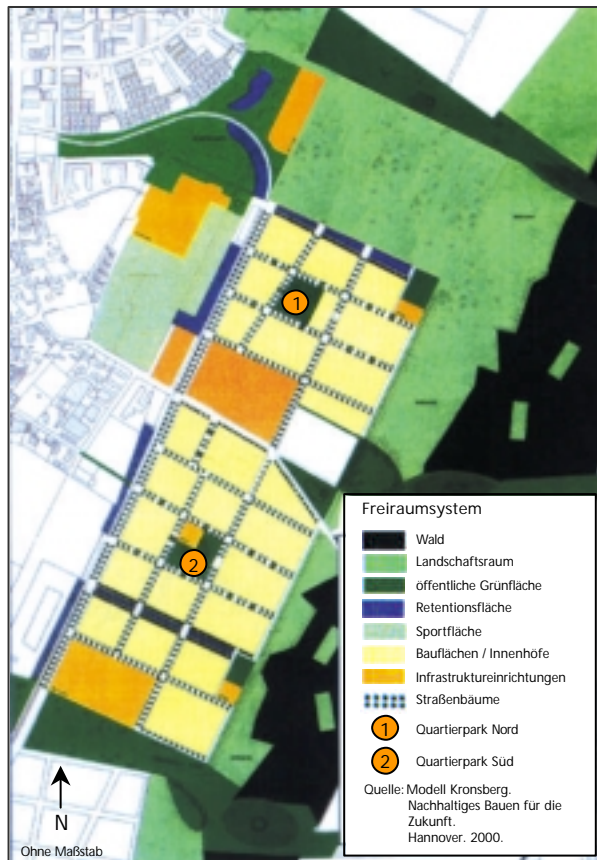 1
2
Freiraumsystem
Wald
Landschaftsraum
öffentliche Grünfläche
Retentionsfläche
Sportfläche
Bauflächen / Innenhöfe
Infrastruktureinrichtungen
Straßenbäume
1 Quartierpark Nord
2 Quartierpark Süd
Quelle: Modell Kronsberg.
Nachhaltiges Bauen für die
Zukunft.
Hannover. 2000.
N
Ohne Maßstab